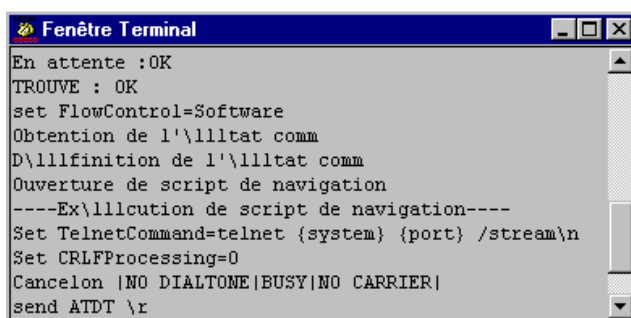 Fenêtre Terminal
En attente :OK
TROUVE : OK
set FlowControl=Software
Obtention de l'\llltat comm
D\lllfinition de l'\llltat comm
Ouverture de script de navigation
----Ex\lllcution de script de navigation----
Set TelnetCommand=telnet {system} {port} /stream\n
Set CRLFProcessing=0
Cancelon |NO DIALTONE|BUSY|NO CARRIER|
send ATDT \r